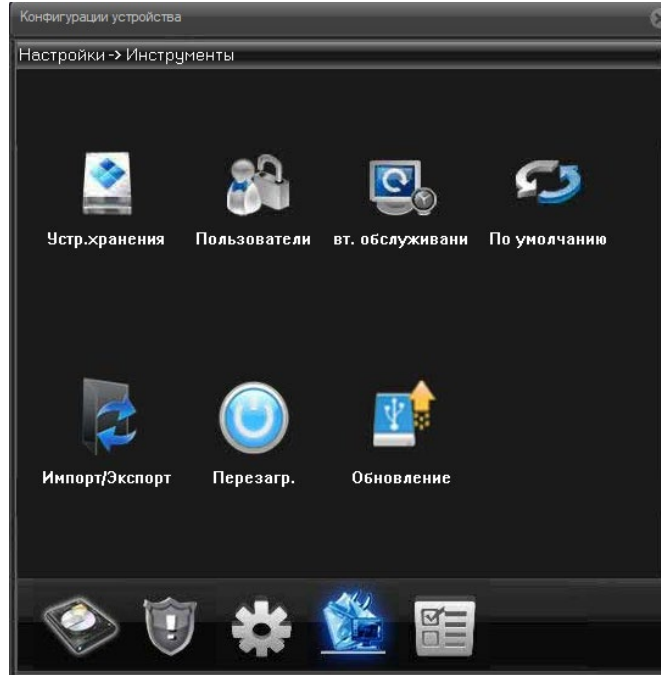 Конфигурации устройства
Настройки -> Инструменты
Устр.хранения Пользователи вт. обслуживани По умолчанию
Импорт/Экспорт Перезагр. Обновление